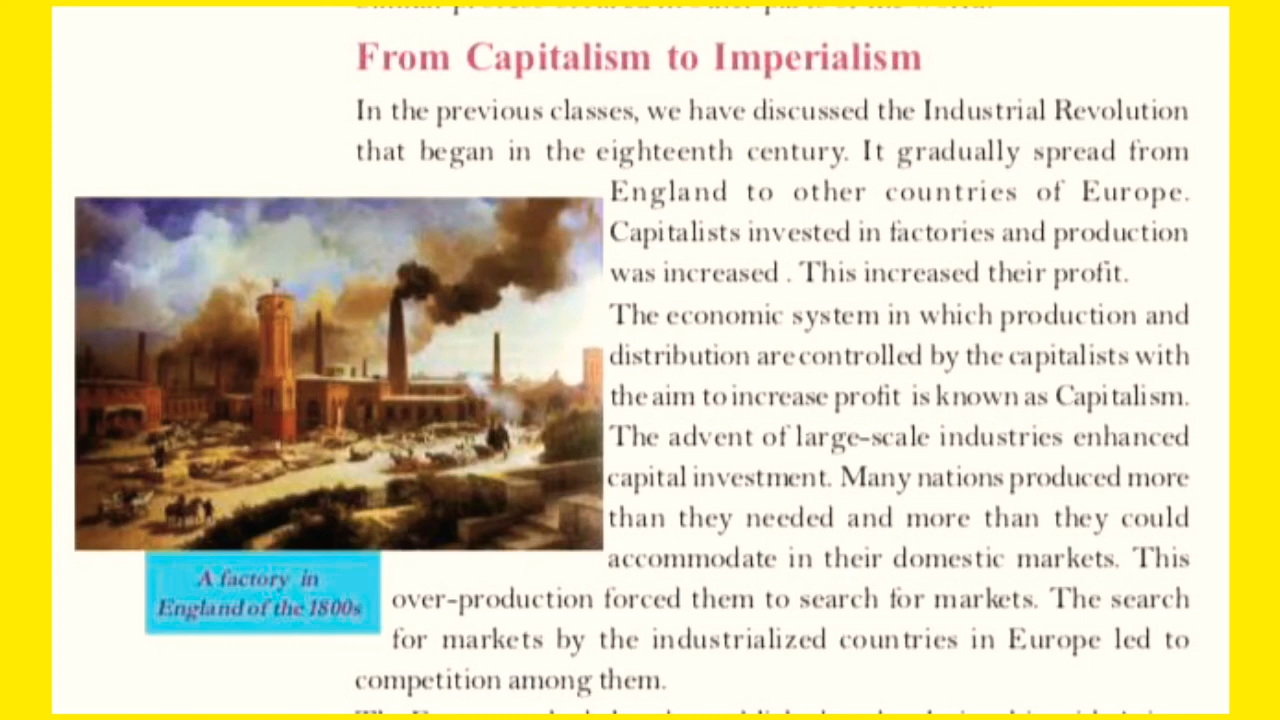 From Capitalism to Imperialism
In the previous classes, we have discussed the Industrial Revolution
that began in the eighteenth century. It gradually spread from
England to other countries of Europe.
Capitalists invested in factories and production
was increased . This increased their profit.
The economic system in which production and
distribution are controlled by the capitalists with
the aim to increase profit is known as Capitalism.
The advent of large-scale industries enhanced
capital investment. Many nations produced more
than they needed and more than they could
accommodate in their domestic markets. This
over-production forced them to search for markets. The search
for markets by the industrialized countries in Europe led to
competition among them.
A factory in
England of the 1800s